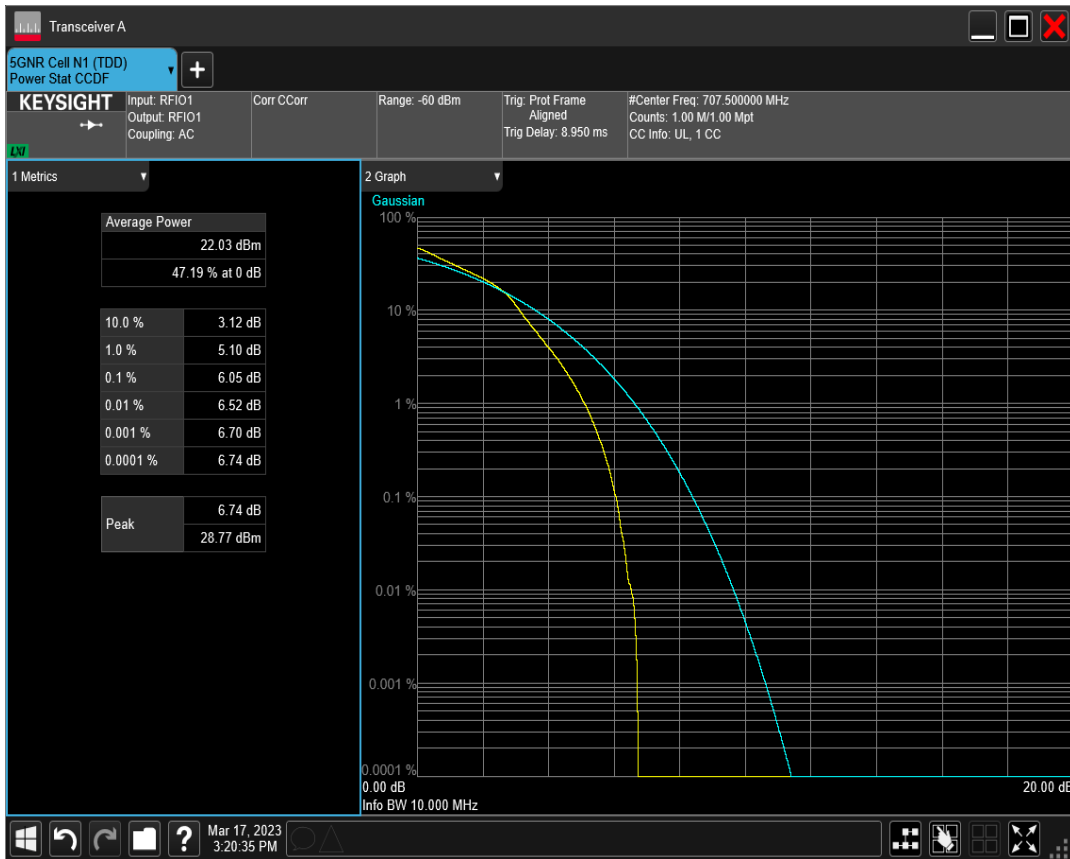 Transceiver A
5GNR Cell N1 (TDD)
Power Stat CCDF
KEYSIGHT
LXI
Input: RFIO1
Output: RFIO1
Coupling: AC
Corr CCorr
Range: -60 dBm
Trig: Prot Frame
Aligned
Trig Delay: 8.950 ms
#Center Freq: 707.500000 MHz
Counts: 1.00 M/1.00 Mpt
CC Info: UL, 1 CC
1 Metrics
Average Power
22.03 dBm
47.19 % at 0 dB
10.0 % 3.12 dB
1.0 % 5.10 dB
0.1 % 6.05 dB
0.01 % 6.52 dB
0.001 % 6.70 dB
0.0001 % 6.74 dB
Peak
6.74 dB
28.77 dBm
2 Graph
Gaussian
100 %
10 %
1 %
0.1 %
0.01 %
0.001 %
0.0001 %
0.00 dB 20.00 dB
Info BW 10.000 MHz
?
Mar 17, 2023
3:20:35 PM